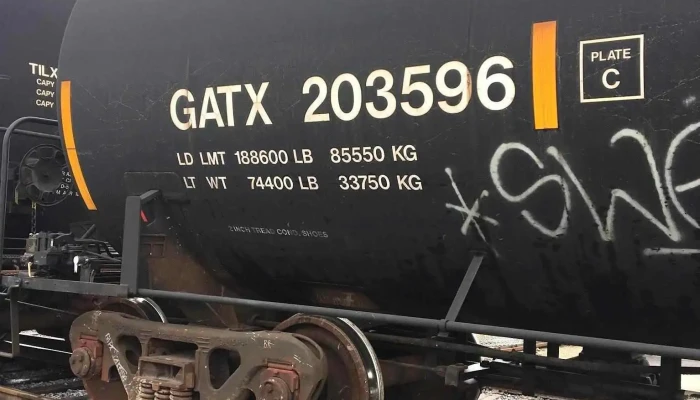 TILX
CAPY
CAPY
CAPY
GATX 203596
PLATE
C
LD LMT 188600 LB 85550 KG
LT WT 74400 LB 33750 KG